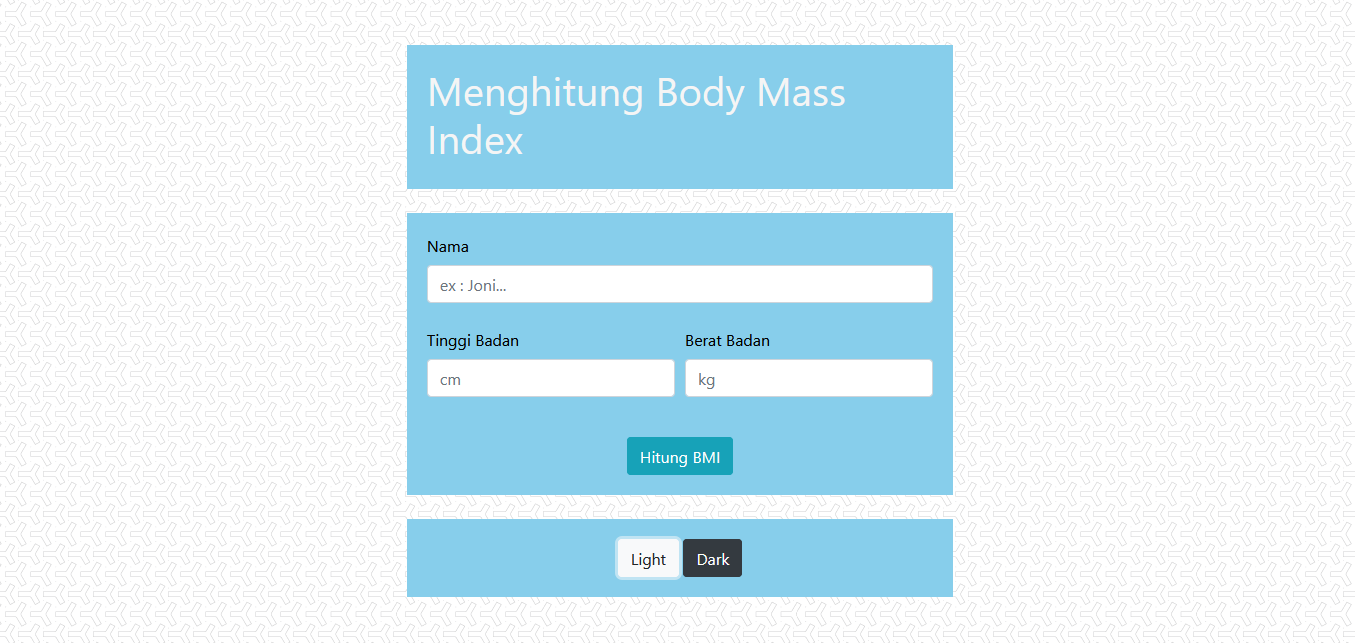 Menghitung Body Mass
Index
Nama
ex : Joni...
Tinggi Badan
Berat Badan
cm
kg
Hitung BMI
Light
Dark